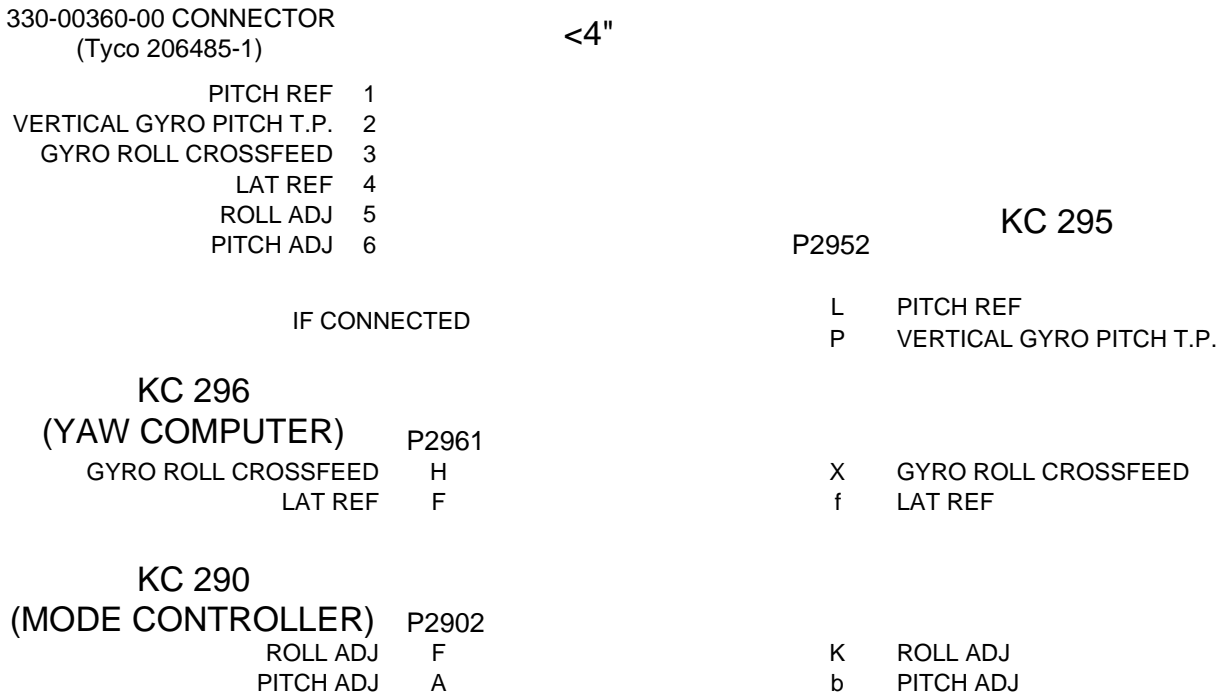 330-00360-00 CONNECTOR
(Tyco 206485-1)
<4"
PITCH REF 1
VERTICAL GYRO PITCH T.P. 2
GYRO ROLL CROSSFEED 3
LAT REF 4
ROLL ADJ 5
PITCH ADJ 6
KC 295
P2952
IF CONNECTED
L PITCH REF
P VERTICAL GYRO PITCH T.P.
KC 296
(YAW COMPUTER) P2961
GYRO ROLL CROSSFEED H X GYRO ROLL CROSSFEED
LAT REF F f LAT REF
KC 290
(MODE CONTROLLER) P2902
ROLL ADJ F K ROLL ADJ
PITCH ADJ A b PITCH ADJ